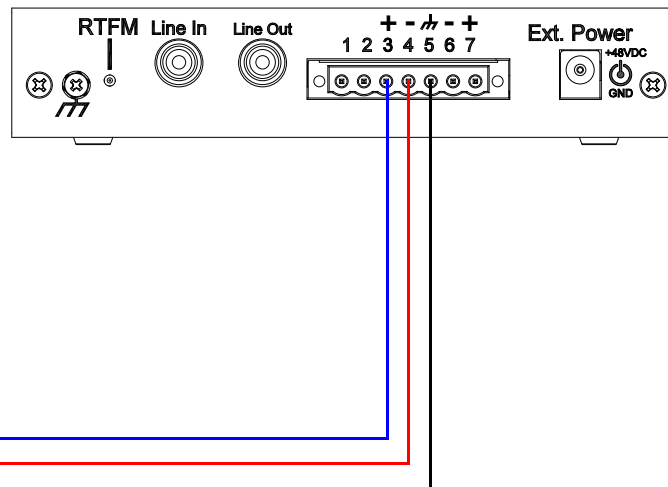 RTFM Line In Line Out + - - + Ext. Power
1 2 3 4 5 6 7 +48VDC
GND